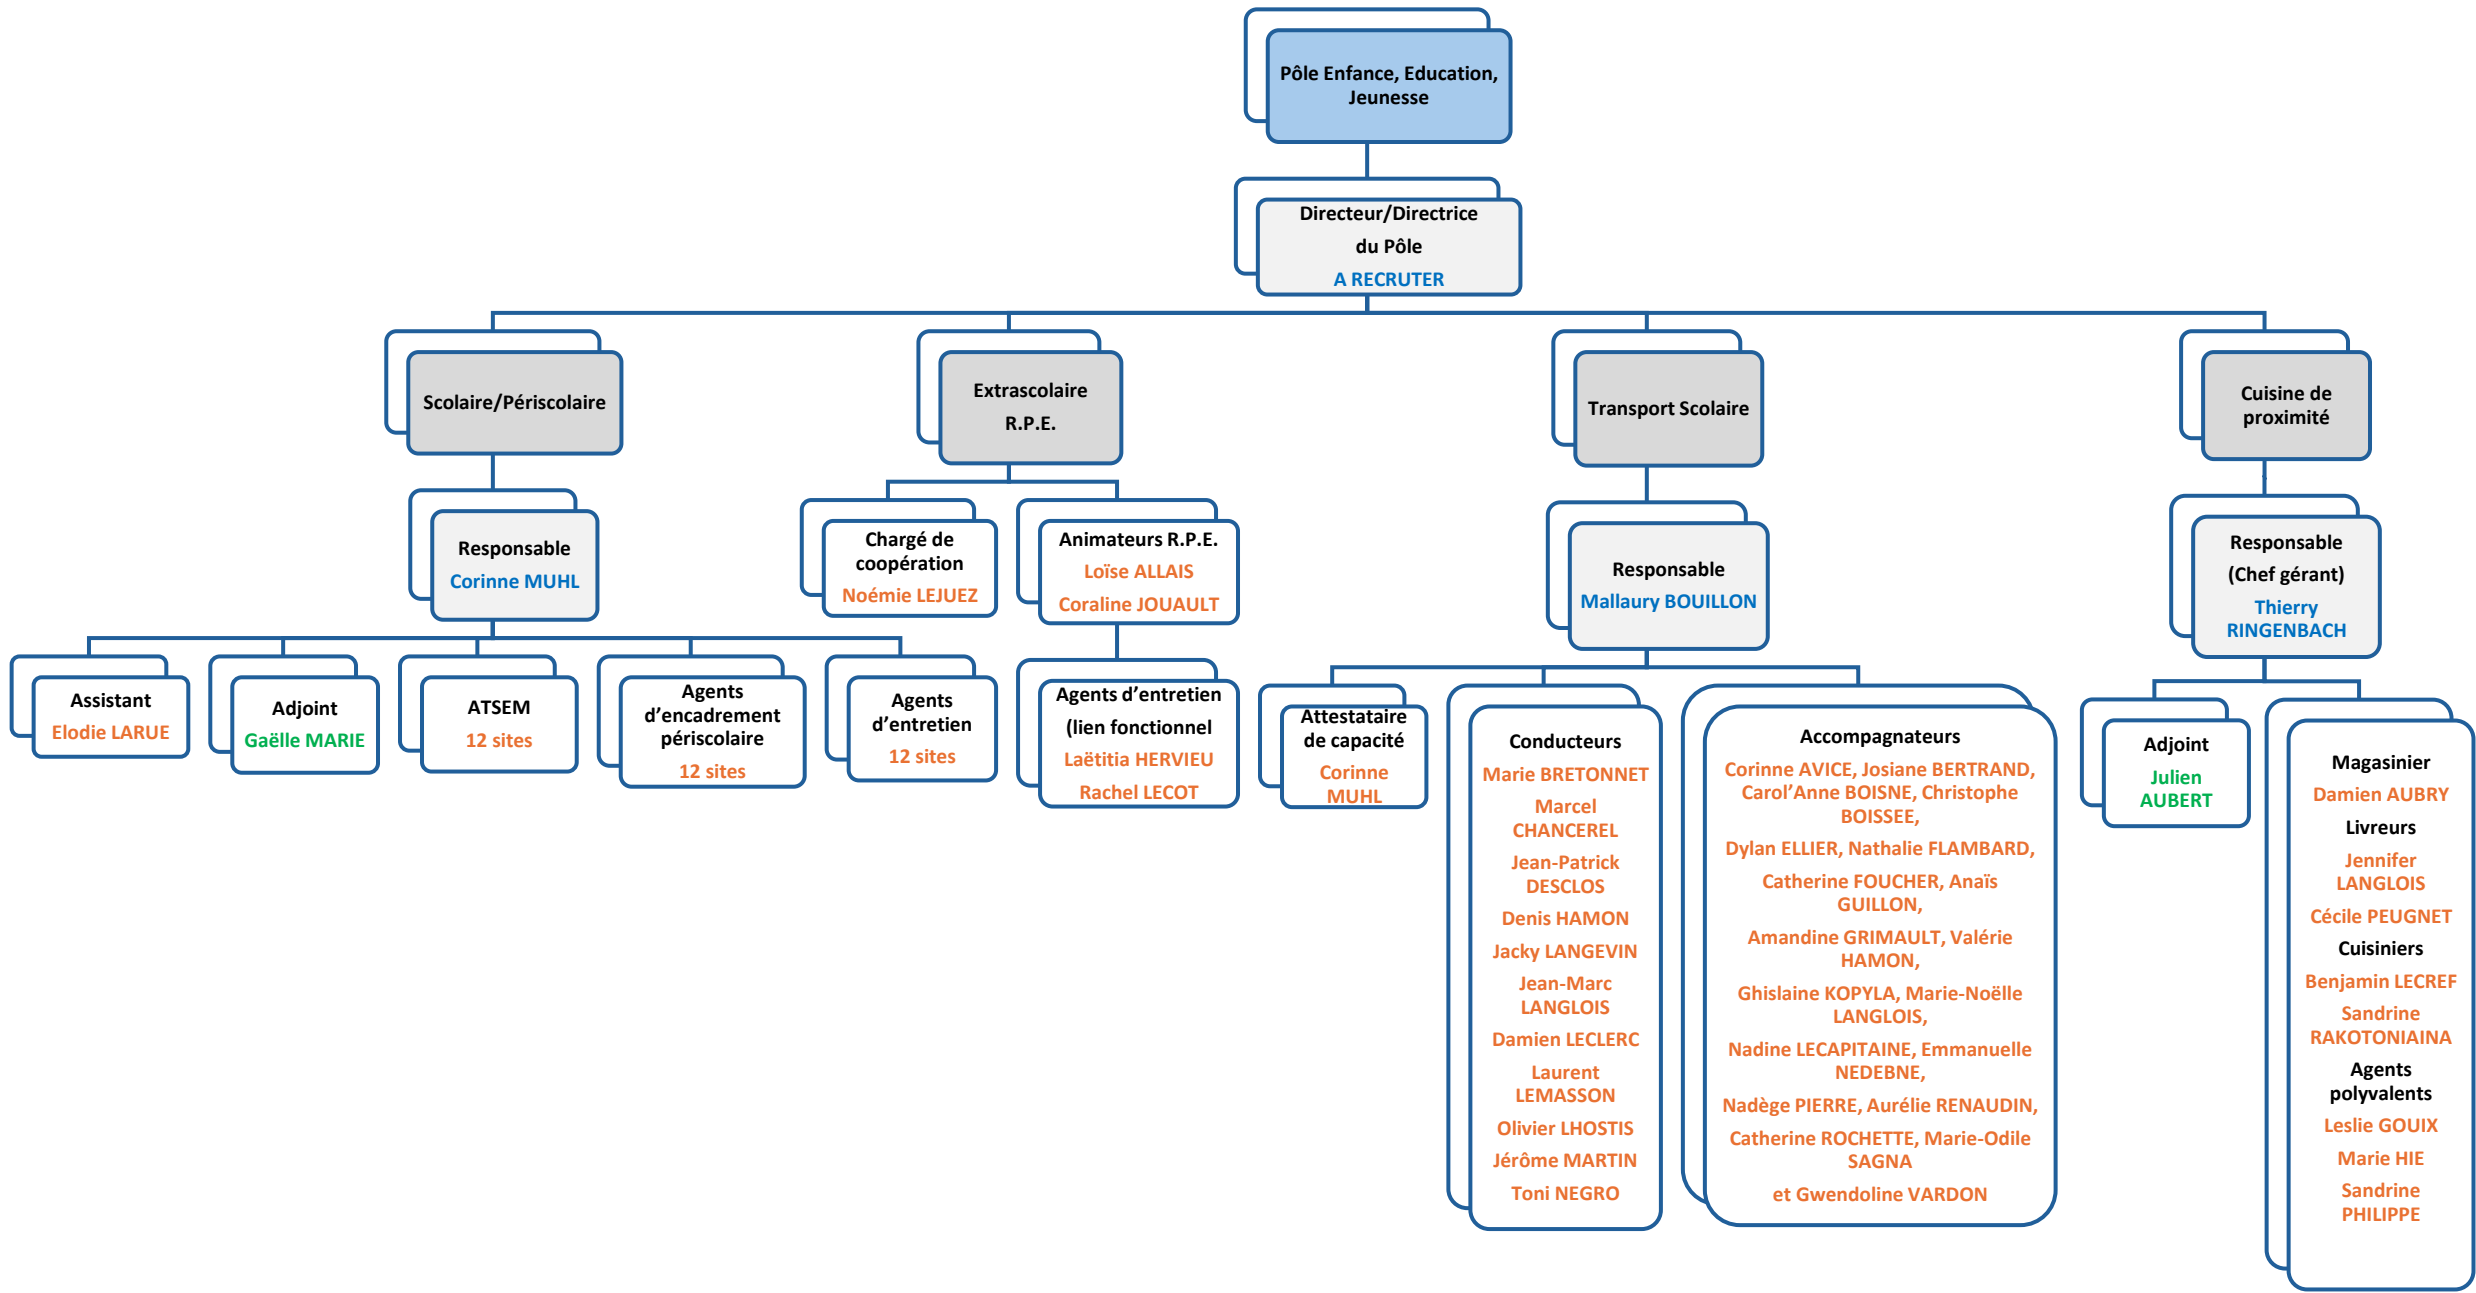 Pôle Enfance, Education,
Jeunesse
Directeur/Directrice
du Pôle
A RECRUTER
Scolaire/Périscolaire
Extrascolaire
R.P.E.
Transport Scolaire
Cuisine de
proximité
Responsable
Corinne MUHL
Chargé de
coopération
Noémie LEJUEZ
Animateurs R.P.E.
Loïse ALLAIS
Coraline JOUAULT
Responsable
Mallaury BOUILLON
Responsable
(Chef gérant)
Thierry
RINGENBACH
Assistant
Elodie LARUE
Adjoint
Gaëlle MARIE
ATSEM
12 sites
Agents
d'encadrement
périscolaire
12 sites
Agents
d'entretien
12 sites
Agents d'entretien
(lien fonctionnel
Laëtitia HERVIEU
Rachel LECOT
Attestataire
de capacité
Corinne
MUHL
Conducteurs
Marie BRETONNET
Marcel
CHANCEREL
Jean-Patrick
DESCLOS
Denis HAMON
Jacky LANGEVIN
Jean-Marc
LANGLOIS
Damien LECLERC
Laurent
LEMASSON
Olivier LHOSTIS
Jérôme MARTIN
Toni NEGRO
Accompagnateurs
Corinne AVICE, Josiane BERTRAND,
Carol'Anne BOISNE, Christophe
BOISSEE,
Dylan ELLIER, Nathalie FLAMBARD,
Catherine FOUCHER, Anaïs
GUILLON,
Amandine GRIMAULT, Valérie
HAMON,
Ghislaine KOPYLA, Marie-Noëlle
LANGLOIS,
Nadine LECAPITAINE, Emmanuelle
NEDEBNE,
Nadège PIERRE, Aurélie RENAUDIN,
Catherine ROCHETTE, Marie-Odile
SAGNA
et Gwendoline VARDON
Adjoint
Julien
AUBERT
Magasinier
Damien AUBRY
Livreurs
Jennifer
LANGLOIS
Cécile PEUGNET
Cuisiniers
Benjamin LECREF
Sandrine
RAKOTONIAINA
Agents
polyvalents
Leslie GOUIX
Marie HIE
Sandrine
PHILIPPE